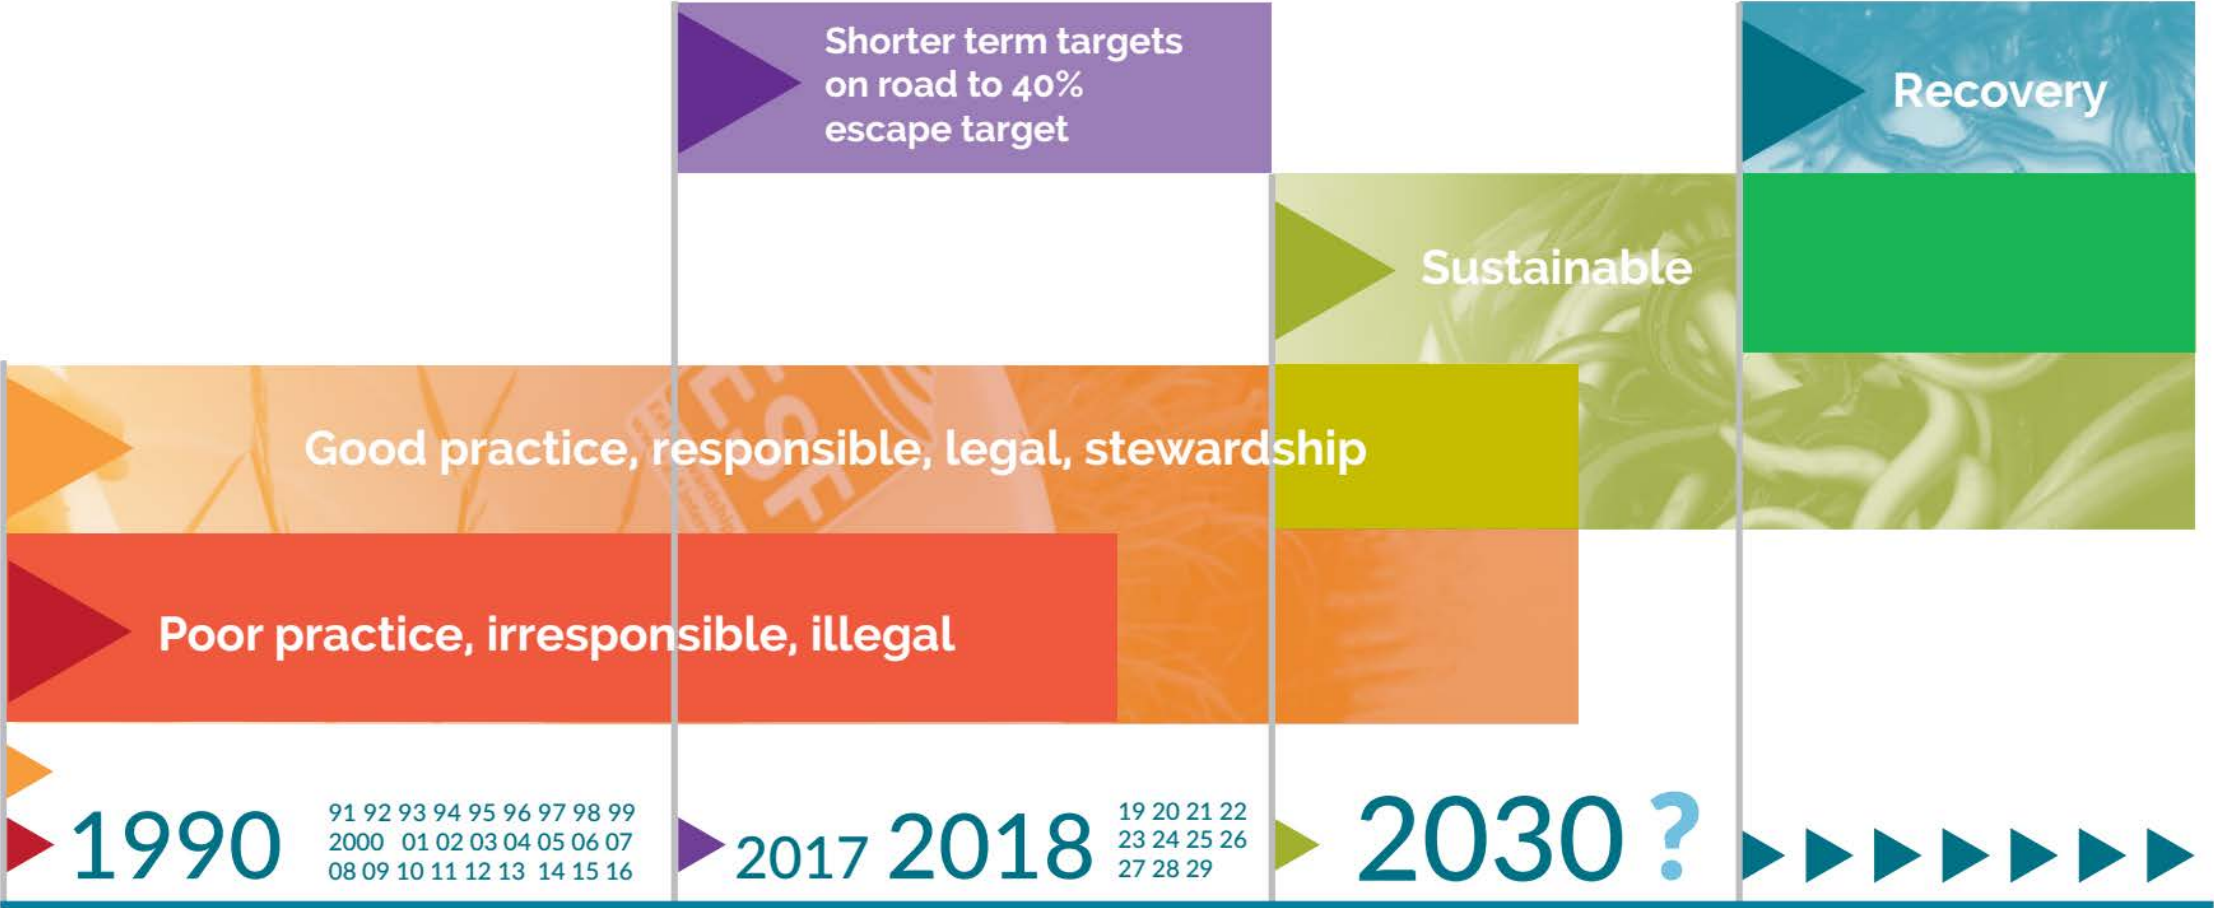 Shorter term targets
on road to 40%
escape target
Recovery
Sustainable
Good practice, responsible, legal, stewardship
ESF
Poor practice, irresponsible, illegal
1990
91 92 93 94 95 96 97 98 99
2000 01 02 03 04 05 06 07
08 09 10 11 12 13 14 15 16
2017 2018
19 20 21 22
23 24 25 26
27 28 29
2030 ?